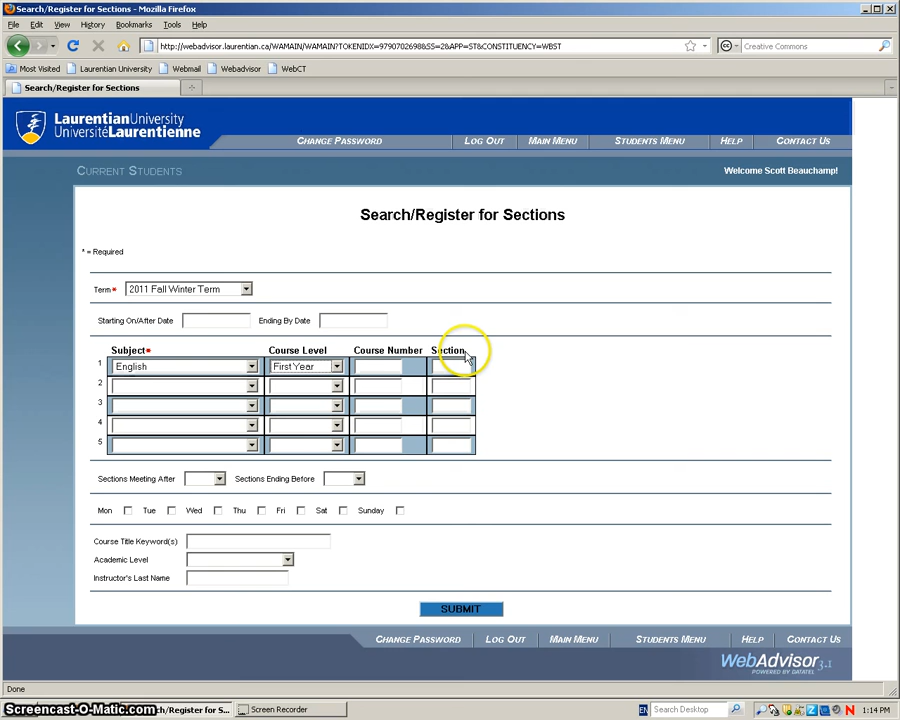 Search/Register for Sections - Mozilla Firefox
File Edit View History Bookmarks Tools Help
http://webadvisor.laurentian.ca/WAMAIN/WAMAIN?TOKENIDX=9790702698&SS=2&APP=ST&CONSTITUENCY=WBST
Creative Commons
Most Visited Laurentian University Webmail Webadvisor WebCT
Search/Register for Sections
LaurentianUniversity
UniversitéLaurentienne
CHANGE PASSWORD LOG OUT MAIN MENU STUDENTS MENU HELP CONTACT US
CURRENT STUDENTS
Welcome Scott Beauchamp!
Search/Register for Sections
* = Required
Term* 2011 Fall Winter Term
Starting On/After Date Ending By Date
Subject* Course Level Course Number Section
1 English First Year
2
3
4
5
Sections Meeting After Sections Ending Before
Mon Tue Wed Thu Fri Sat Sunday
Course Title Keyword(s)
Academic Level
Instructor's Last Name
SUBMIT
CHANGE PASSWORD LOG OUT MAIN MENU STUDENTS MENU HELP CONTACT US
WebAdvisor 3.1
POWERED BY DATATEL
Done
Screencast-O-Matic.com
Search/Register for S...
Screen Recorder
EN
Search Desktop
1:14 PM